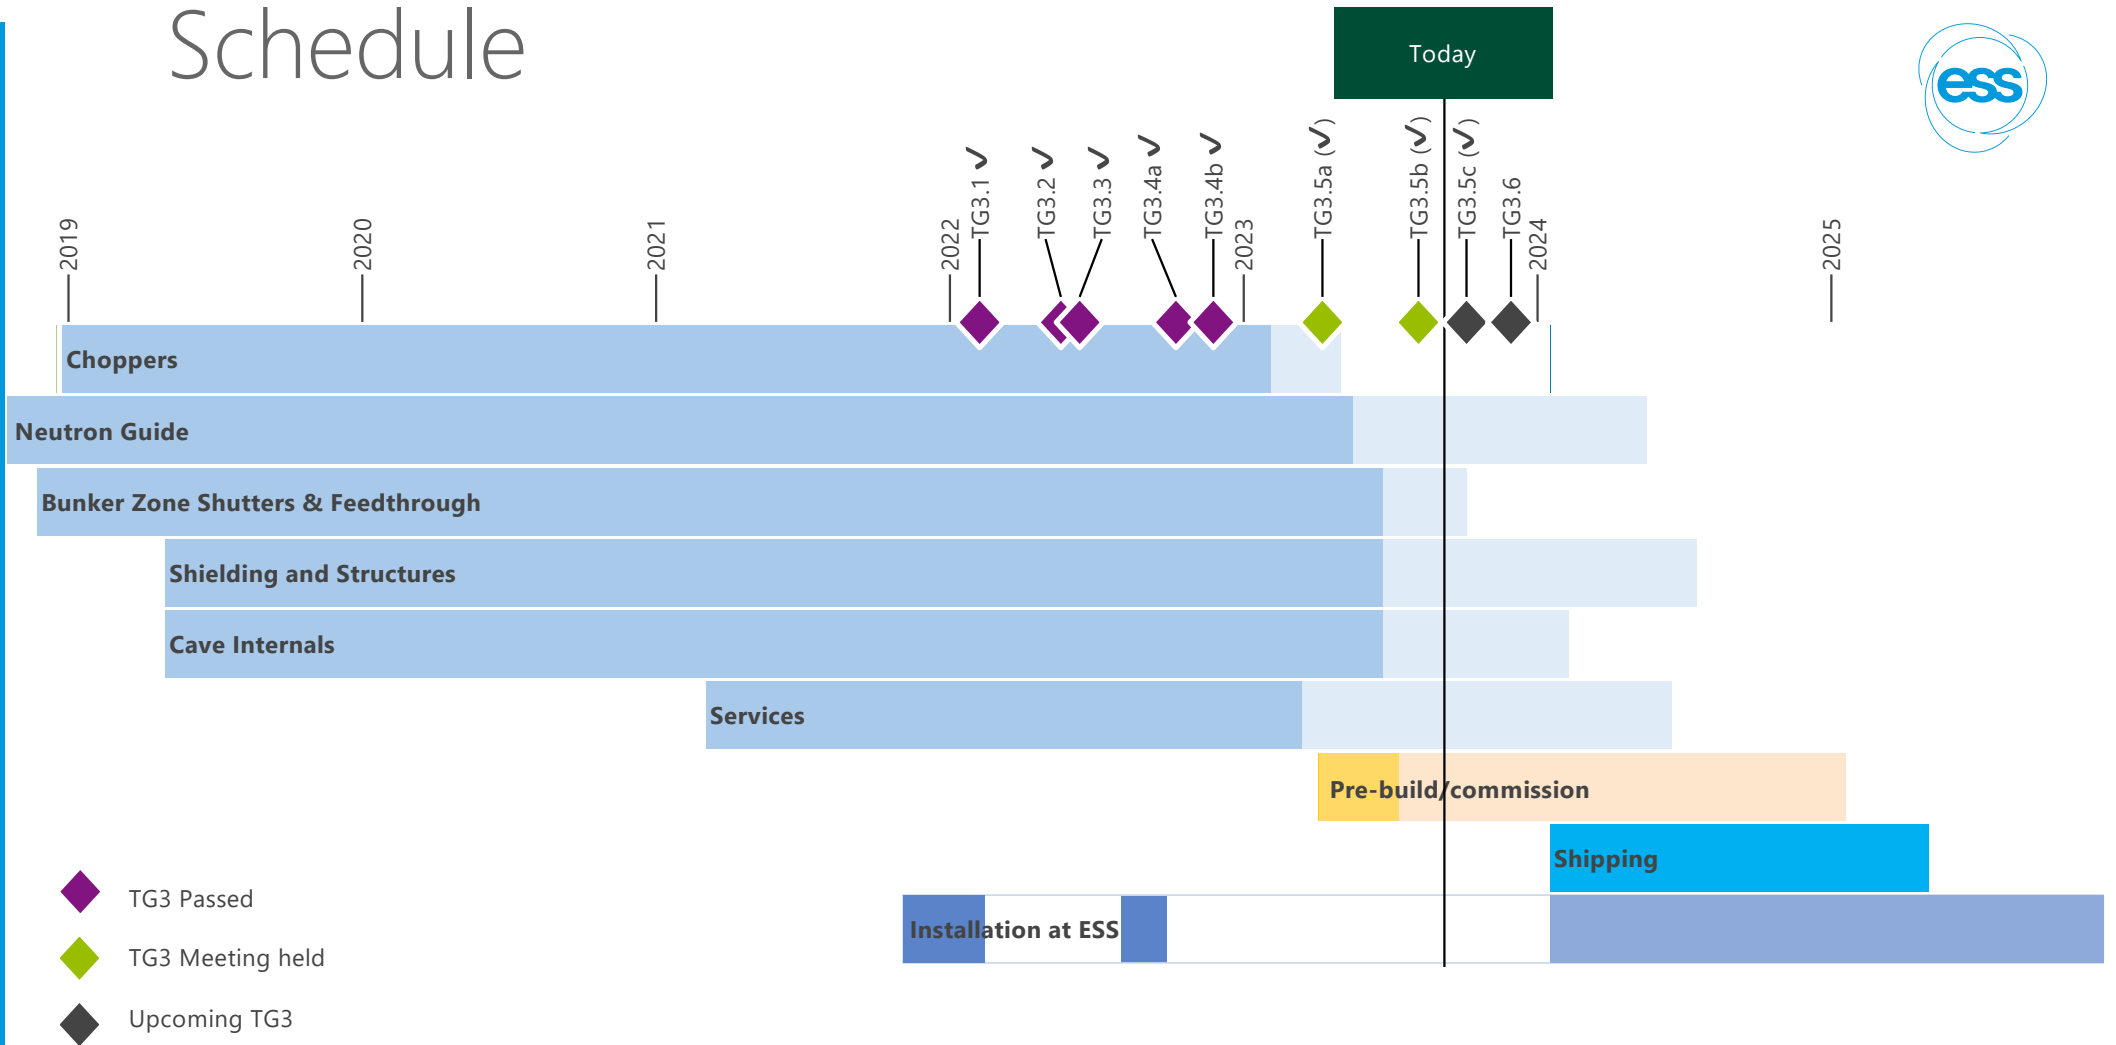 Schedule
Today
ess
TG3.1 ✔
TG3.2 ✔
TG3.3 ✔
TG3.4a ✔
TG3.4b ✔
TG3.5a (✔)
TG3.5b (✔)
TG3.5c (✔)
TG3.6
2019
2020
2021
2022
2023
2024
2025
Choppers
Neutron Guide
Bunker Zone Shutters & Feedthrough
Shielding and Structures
Cave Internals
Services
Pre-build/commission
Shipping
Installation at ESS
TG3 Passed
TG3 Meeting held
Upcoming TG3